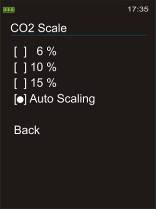 17:35
CO2 Scale
[ ] 6 %
[ ] 10 %
[ ] 15 %
[●] Auto Scaling
Back